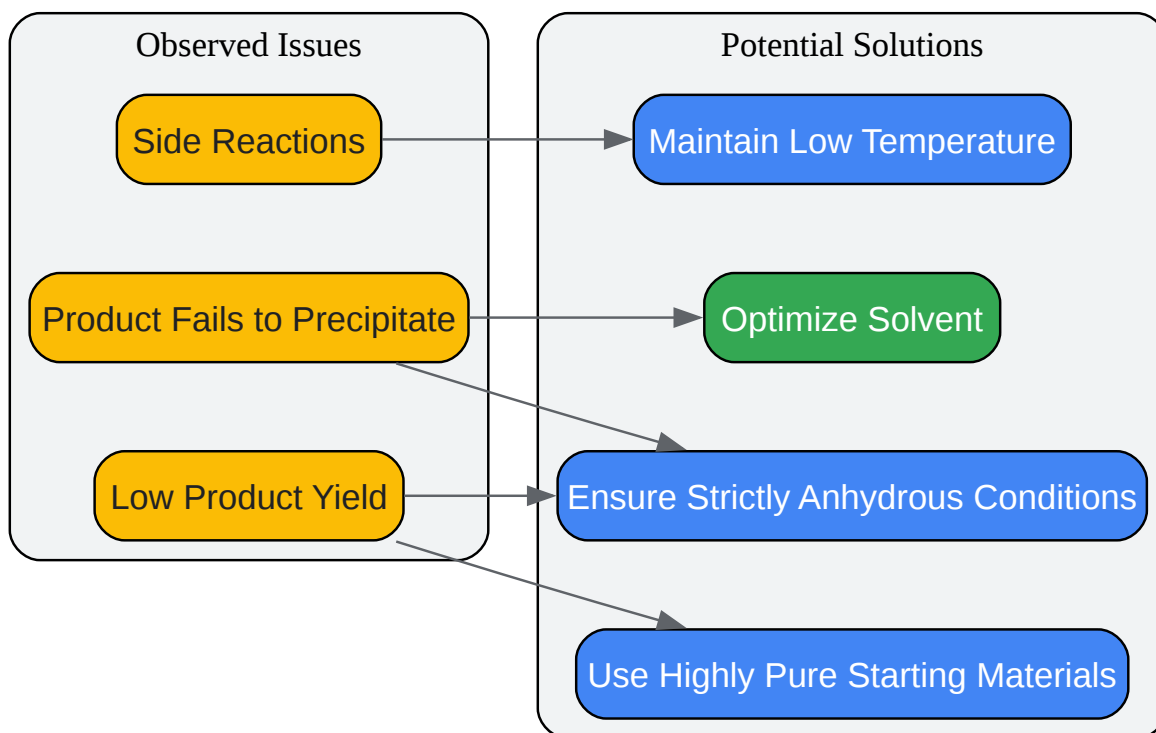 Observed Issues
Potential Solutions
Side Reactions
Maintain Low Temperature
Product Fails to Precipitate
Optimize Solvent
Low Product Yield
Ensure Strictly Anhydrous Conditions
Use Highly Pure Starting Materials